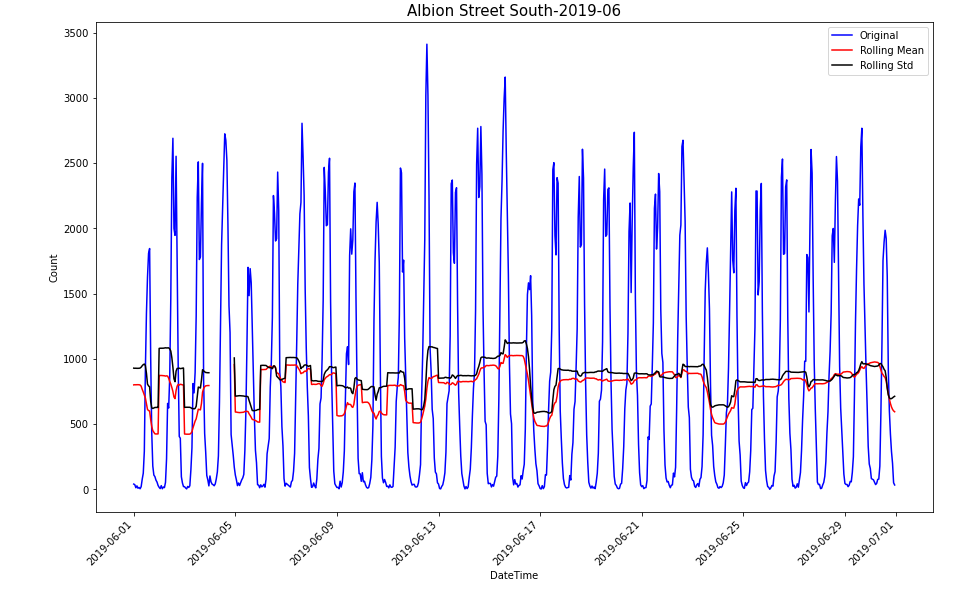 Albion Street South-2019-06
Original
Rolling Mean
Rolling Std
Count
3500
3000
2500
2000
1500
1000
500
0
2019-06-01
2019-06-05
2019-06-09
2019-06-13
2019-06-17
2019-06-21
2019-06-25
2019-06-29
2019-07-01
DateTime